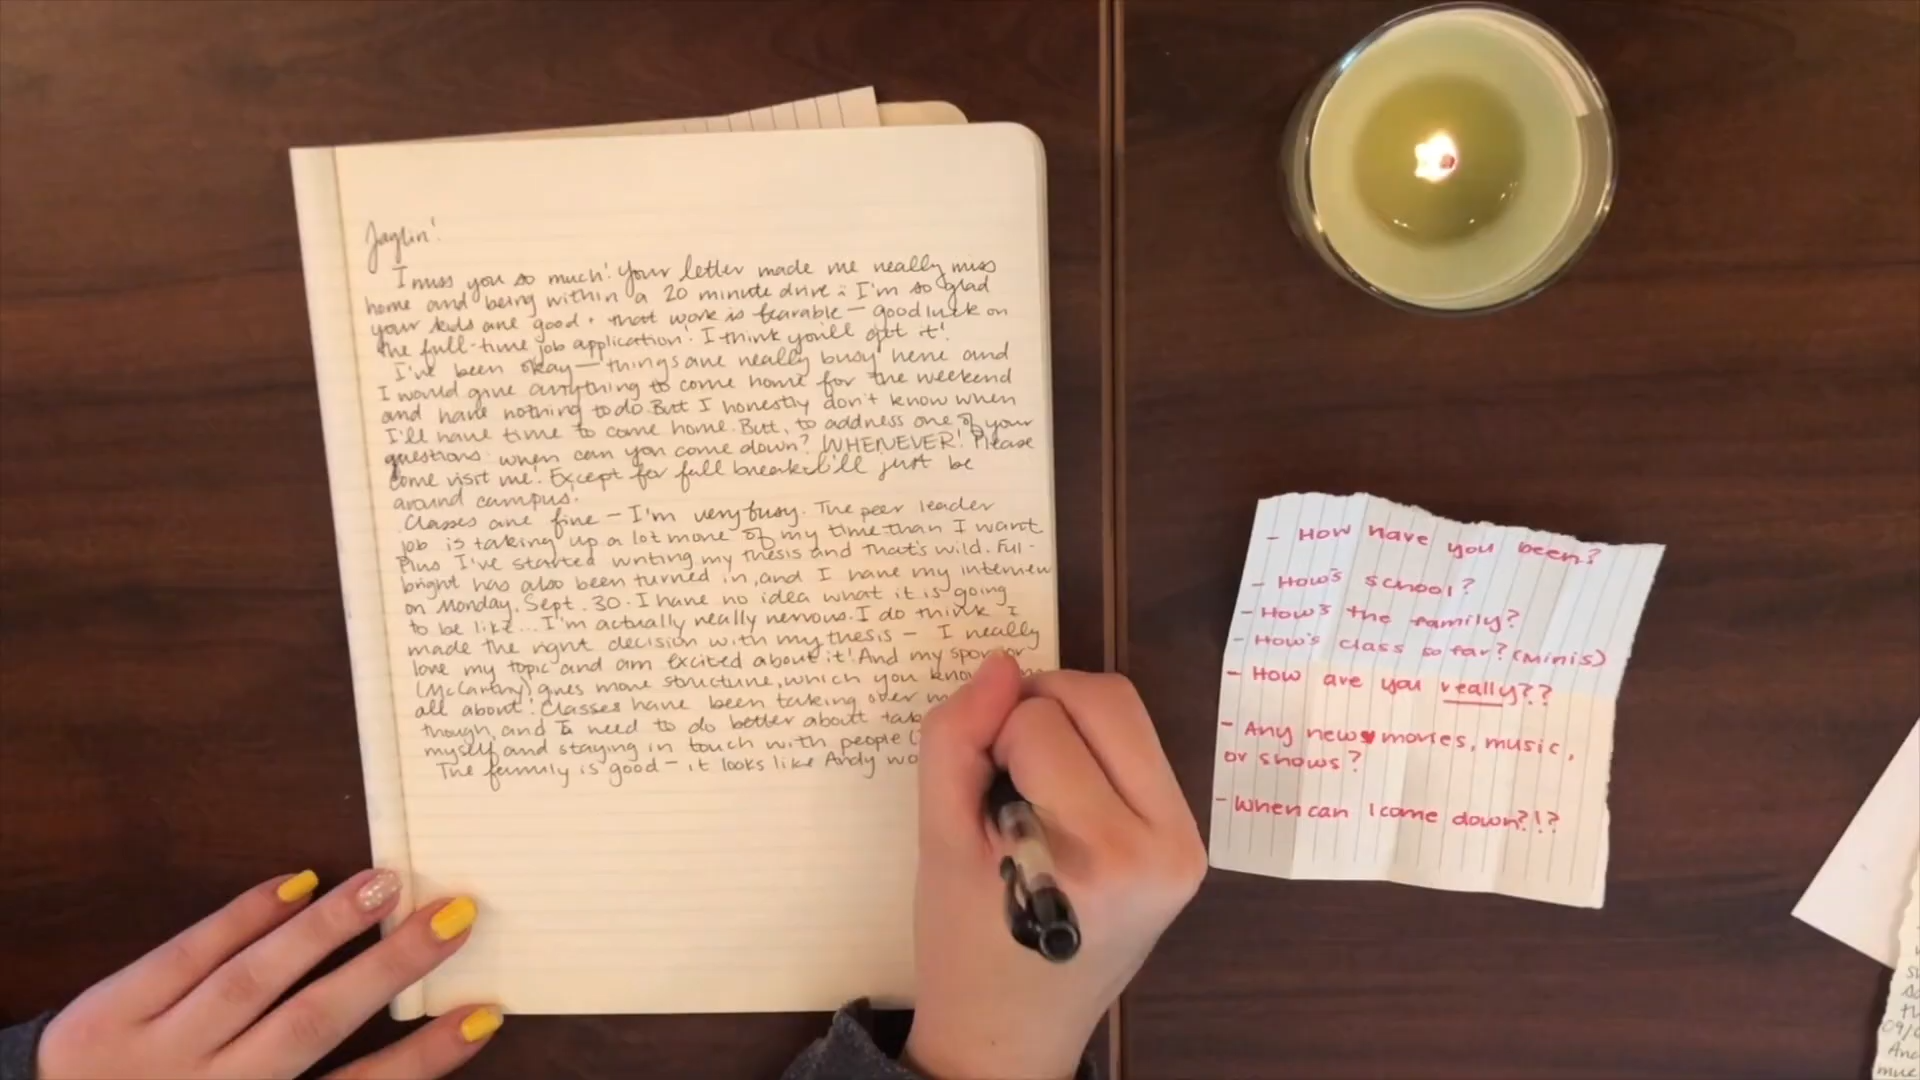 Jaylin!
I miss you so much! Your letter made me really miss
home and being within a 20 minute drive :( I'm so glad
your kids are good + that work is bearable — good luck on
the full-time job application! I think you'll get it!
I've been okay — things are really busy here and
I would give anything to come home for the weekend
and have nothing to do. But I honestly don't know when
I'll have time to come home. But, to address one of your
questions: when can you come down? WHENEVER! Please
come visit me! Except for fall break I'll just be
around campus!
Classes are fine — I'm very busy. The peer leader
job is taking up a lot more of my time than I want
Plus I've started writing my thesis and that's wild. Ful-
bright has also been turned in, and I have my interview
on Monday, Sept. 30. I have no idea what it is going
to be like... I'm actually really nervous. I do think I
made the right decision with my thesis — I really
love my topic and am excited about it! And my sponsor
(McCarthy) gives more structure, which you know
all about! Classes have been taking over
though, and I need to do better about
myself and staying in touch with people
The family is good — it looks like Andy
- How have you been?
- How's school?
- How's the family?
- How's class so far? (Minis)
- How are you really??
- Any new movies, music,
or shows?
- When can I come down?!?
09/